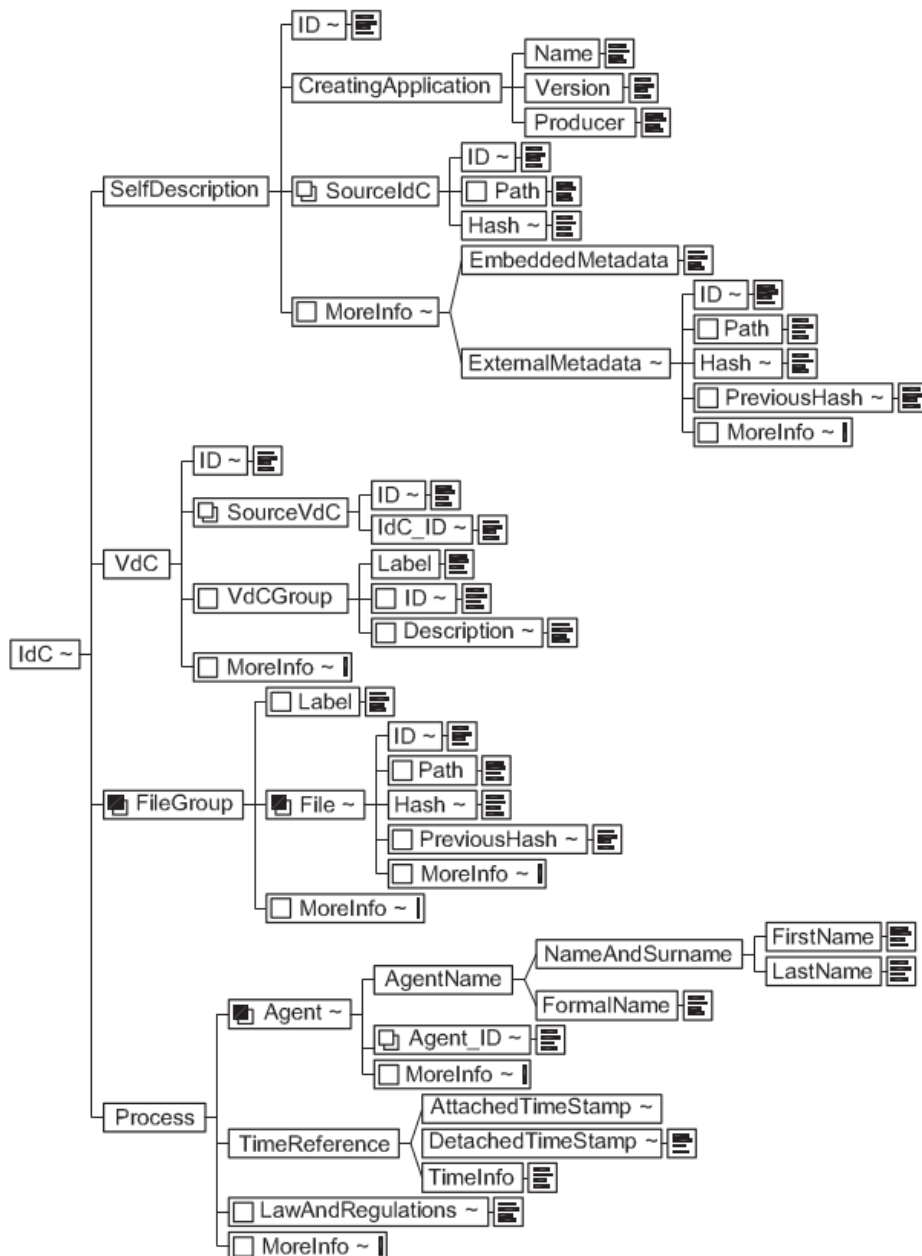 ID ~
Name
CreatingApplication
Version
Producer
ID ~
SelfDescription
SourceIdC
Path
Hash ~
EmbeddedMetadata
ID ~
MoreInfo ~
Path
ExternalMetadata ~
Hash ~
PreviousHash ~
MoreInfo ~
ID ~
ID ~
SourceVdC
IdC_ID ~
VdC
Label
VdCGroup
ID ~
Description ~
IdC ~
MoreInfo ~
Label
ID ~
Path
FileGroup
File ~
Hash ~
PreviousHash ~
MoreInfo ~
MoreInfo ~
FirstName
NameAndSurname
LastName
AgentName
FormalName
Agent ~
Agent_ID ~
MoreInfo ~
Process
AttachedTimeStamp ~
TimeReference
DetachedTimeStamp ~
TimeInfo
LawAndRegulations ~
MoreInfo ~